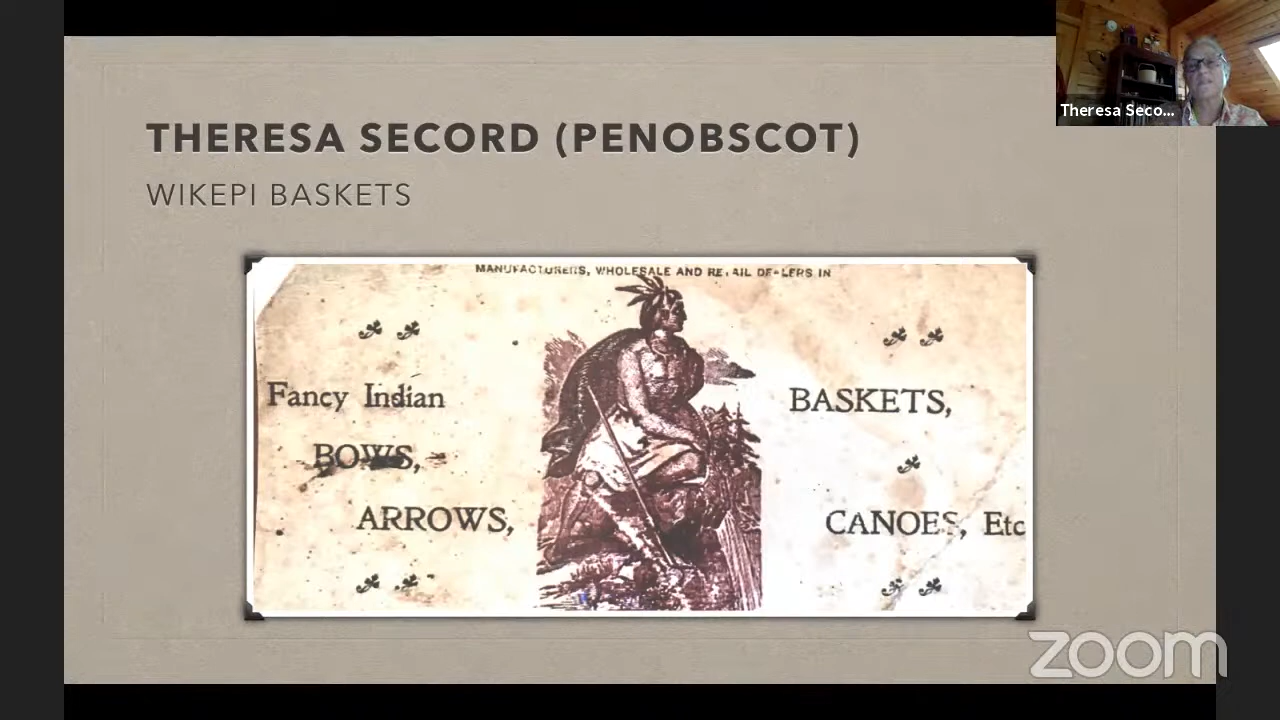 THERESA SECORD (PENOBSCOT)
WIKEPI BASKETS
Theresa Seco...
MANUFACTURERS, WHOLESALE AND RETAIL DEALERS IN
Fancy Indian
BOWS,
ARROWS,
BASKETS,
CANOES, Etc
zoom